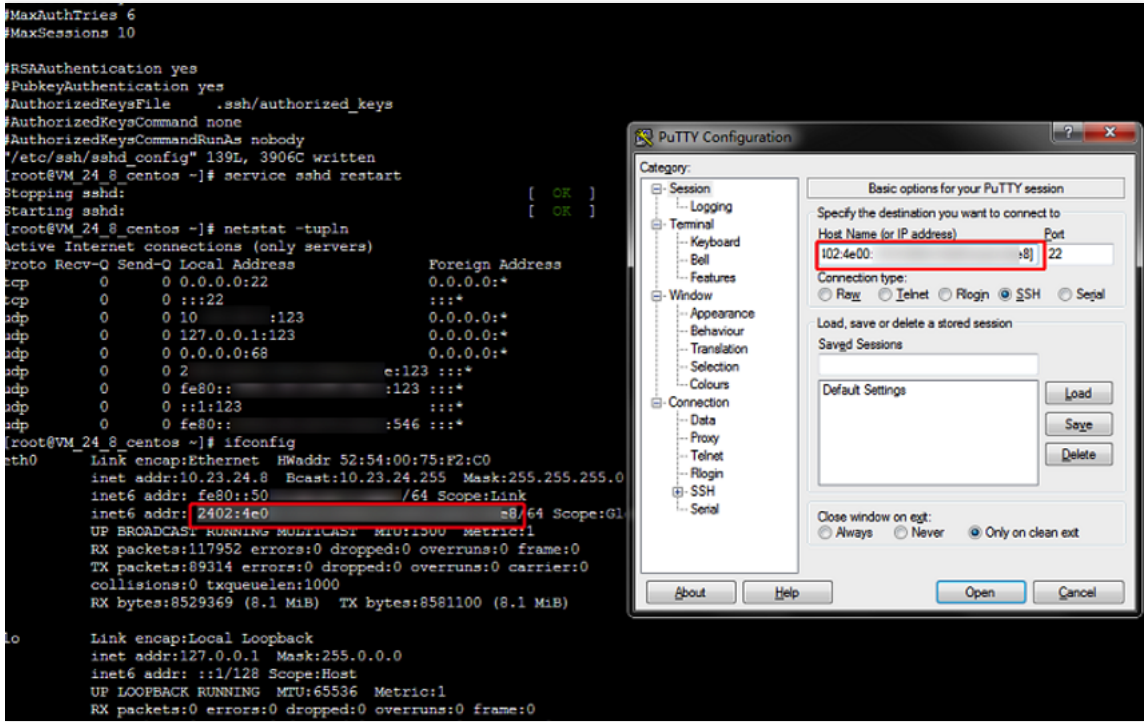 #MaxAuthTries 6
#MaxSessions 10
#RSAAuthentication yes
#PubkeyAuthentication yes
#AuthorizedKeysFile .ssh/authorized_keys
#AuthorizedKeysCommand none
#AuthorizedKeysCommandRunAs nobody
"/etc/ssh/sshd_config" 139L, 3906C written
[root@VM_24_8_centos ~]# service sshd restart
Stopping sshd: [ OK ]
Starting sshd: [ OK ]
[root@VM_24_8_centos ~]# netstat -tupln
Active Internet connections (only servers)
Proto Recv-Q Send-Q Local Address Foreign Address
tcp 0 0 0.0.0.0:22 0.0.0.0:*
tcp 0 0 :::22 :::*
udp 0 0 10 :123 0.0.0.0:*
udp 0 0 127.0.0.1:123 0.0.0.0:*
udp 0 0 0.0.0.0:68 0.0.0.0:*
udp 0 0 2 e:123 :::*
udp 0 0 fe80:: :123 :::*
udp 0 0 ::1:123 :::*
udp 0 0 fe80:: :546 :::*
[root@VM_24_8_centos ~]# ifconfig
eth0 Link encap:Ethernet HWaddr 52:54:00:75:F2:C0
inet addr:10.23.24.8 Bcast:10.23.24.255 Mask:255.255.255.0
inet6 addr: fe80::50 /64 Scope:Link
inet6 addr: 2402:4e0 e8/64 Scope:Gl
UP BROADCAST RUNNING MULTICAST MTU:1500 Metric:1
RX packets:117952 errors:0 dropped:0 overruns:0 frame:0
TX packets:89314 errors:0 dropped:0 overruns:0 carrier:0
collisions:0 txqueuelen:1000
RX bytes:8529369 (8.1 MiB) TX bytes:8581100 (8.1 MiB)
lo Link encap:Local Loopback
inet addr:127.0.0.1 Mask:255.0.0.0
inet6 addr: ::1/128 Scope:Host
UP LOOPBACK RUNNING MTU:65536 Metric:1
RX packets:0 errors:0 dropped:0 overruns:0 frame:0
PuTTY Configuration
Category:
Session
Logging
Terminal
Keyboard
Bell
Features
Window
Appearance
Behaviour
Translation
Selection
Colours
Connection
Data
Proxy
Telnet
Rlogin
SSH
Serial
Basic options for your PuTTY session
Specify the destination you want to connect to
Host Name (or IP address) Port
402:4e00: e8] 22
Connection type:
Raw Telnet Rlogin SSH Serial
Load, save or delete a stored session
Saved Sessions
Default Settings
Load
Save
Delete
Close window on exit:
Always Never Only on clean exit
About Help Open Cancel